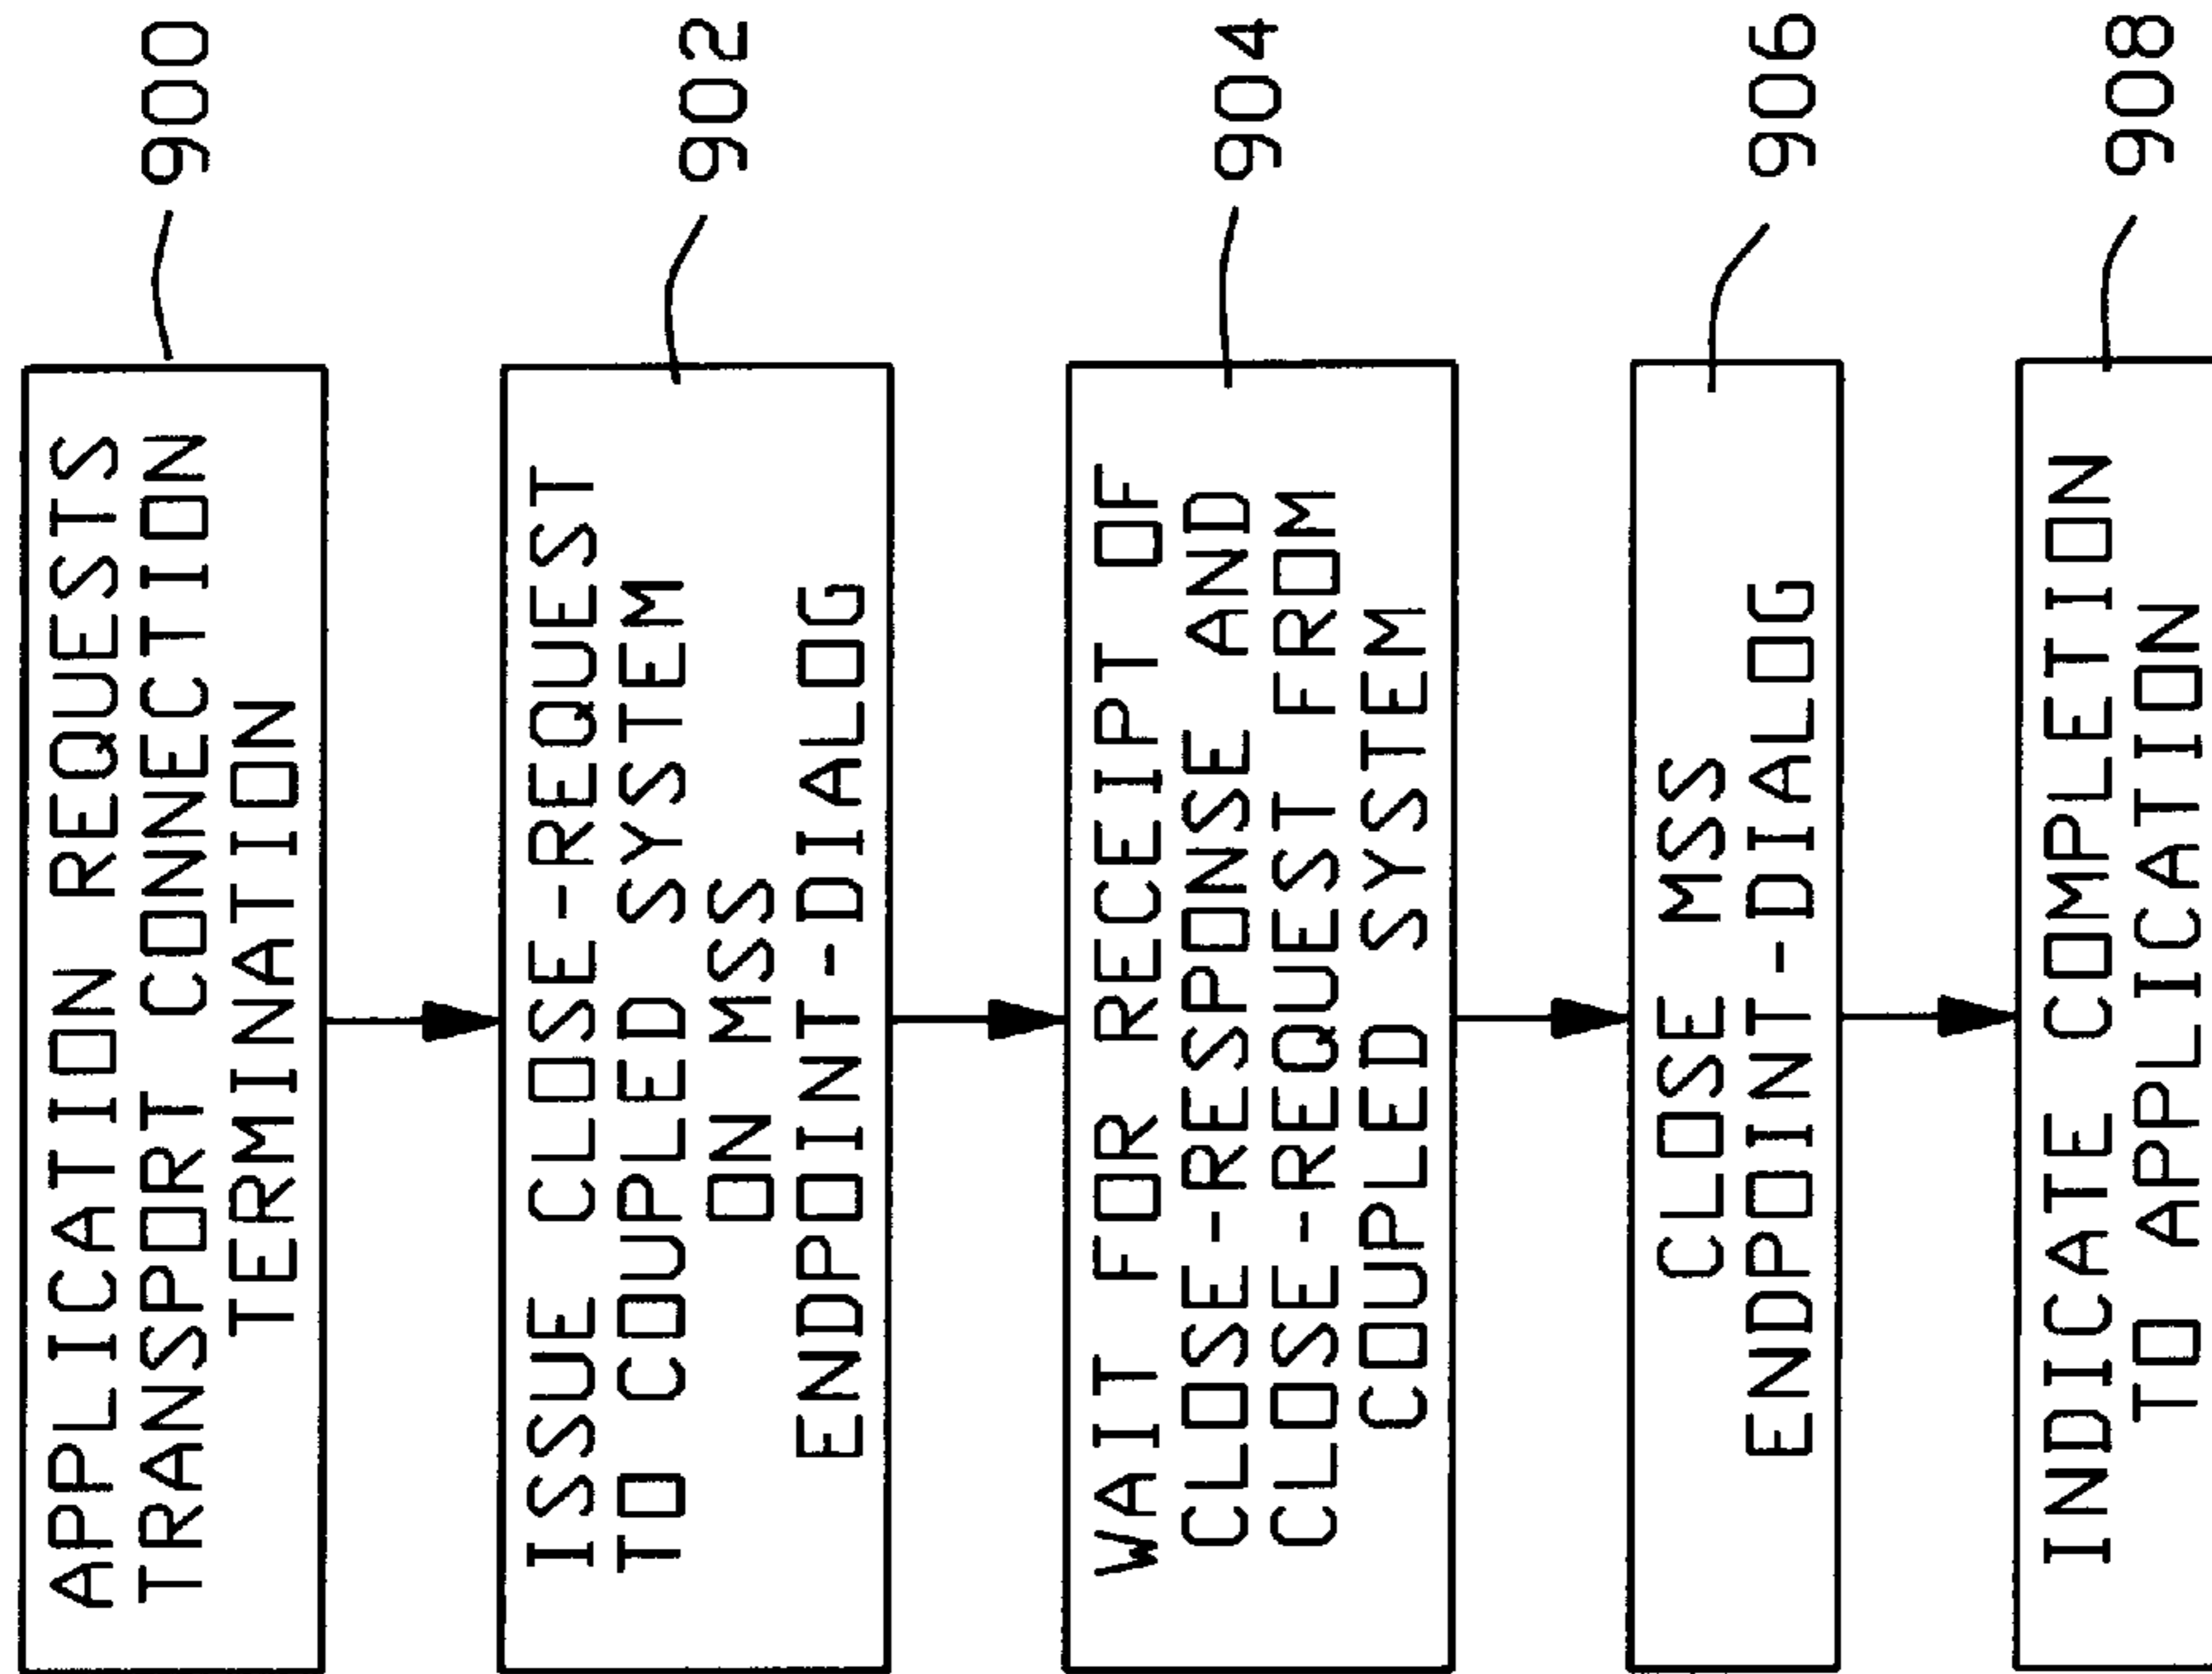 APPLICATION REQUESTS
TRANSPORT CONNECTION
TERMINATION
900
ISSUE CLOSE-REQUEST
TO COUPLED SYSTEM
ON MSS
ENDPOINT-DIALOG
902
WAIT FOR RECEIPT OF
CLOSE-RESPONSE AND
CLOSE-REQUEST FROM
COUPLED SYSTEM
904
CLOSE MSS
ENDPOINT-DIALOG
906
INDICATE COMPLETION
TO APPLICATION
908